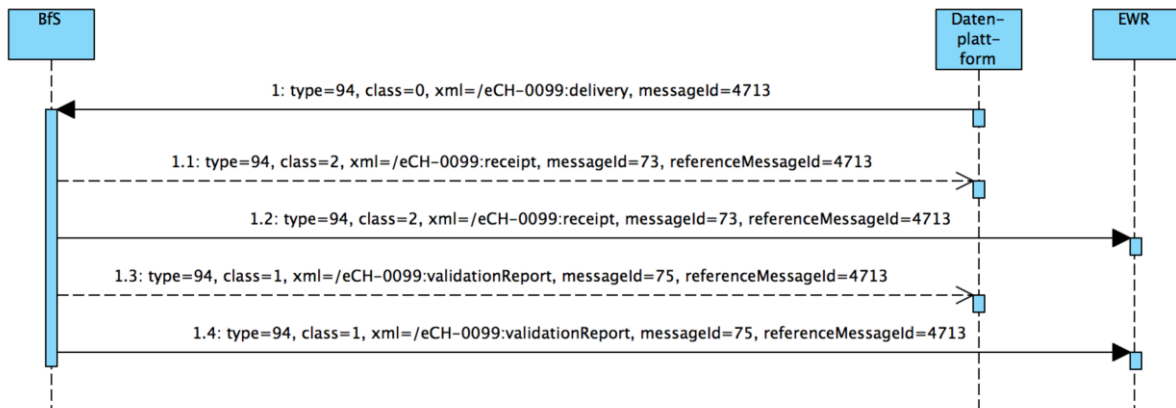 BfS
Daten-
platt-
form
EWR
1: type=94, class=0, xml=/eCH-0099:delivery, messageId=4713
1.1: type=94, class=2, xml=/eCH-0099:receipt, messageId=73, referenceMessageId=4713
1.2: type=94, class=2, xml=/eCH-0099:receipt, messageId=73, referenceMessageId=4713
1.3: type=94, class=1, xml=/eCH-0099:validationReport, messageId=75, referenceMessageId=4713
1.4: type=94, class=1, xml=/eCH-0099:validationReport, messageId=75, referenceMessageId=4713